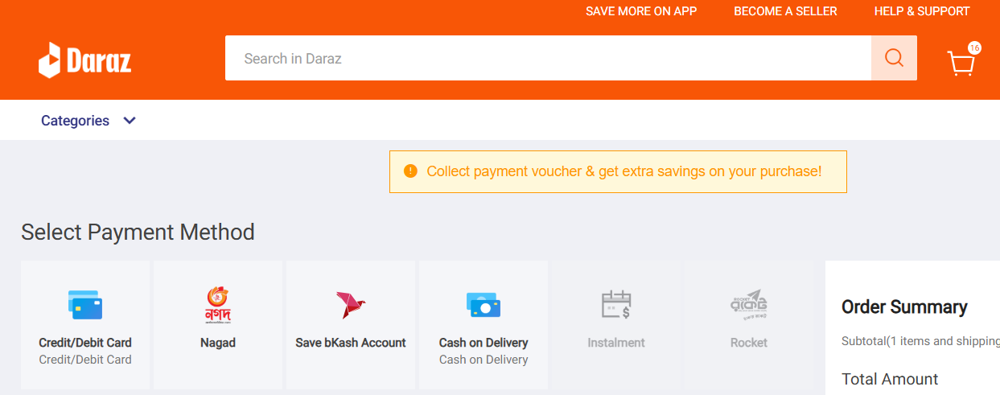 SAVE MORE ON APP BECOME A SELLER HELP & SUPPORT
Daraz
Search in Daraz
16
Categories
! Collect payment voucher & get extra savings on your purchase!
Select Payment Method
নগদ
Credit/Debit Card
Credit/Debit Card
Nagad
Save bKash Account
Cash on Delivery
Cash on Delivery
$
Instalment
ROCKET
রকেট
Rocket
Order Summary
Subtotal(1 items and shipping
Total Amount